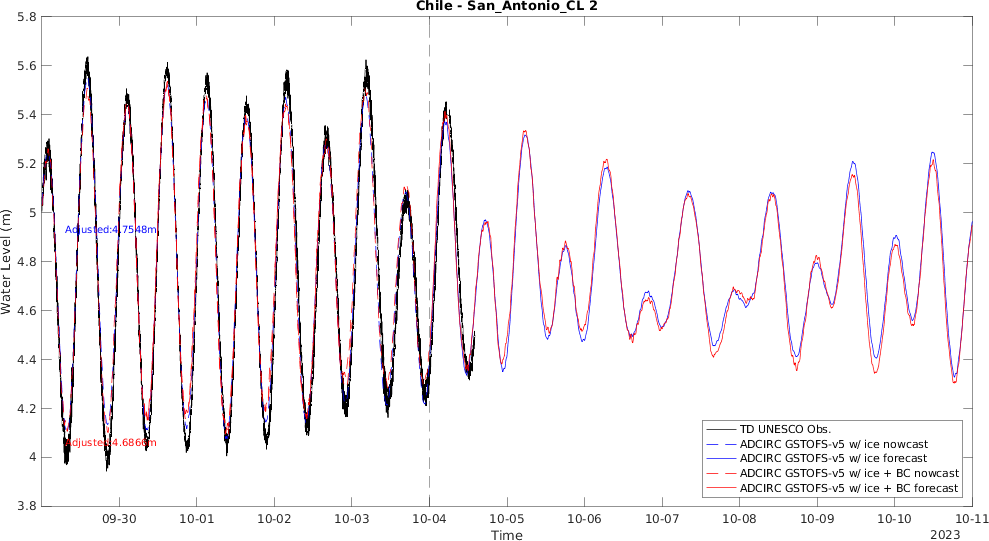 Chile - San_Antonio_CL 2
Water Level (m)
5.8
5.6
5.4
5.2
5
4.8
4.6
4.4
4.2
4
3.8
Adjusted:4.7548m
Adjusted:4.6866m
TD UNESCO Obs.
ADCIRC GSTOFS-v5 w/ ice nowcast
ADCIRC GSTOFS-v5 w/ ice forecast
ADCIRC GSTOFS-v5 w/ ice + BC nowcast
ADCIRC GSTOFS-v5 w/ ice + BC forecast
09-30 10-01 10-02 10-03 10-04 10-05 10-06 10-07 10-08 10-09 10-10 10-11
Time
2023